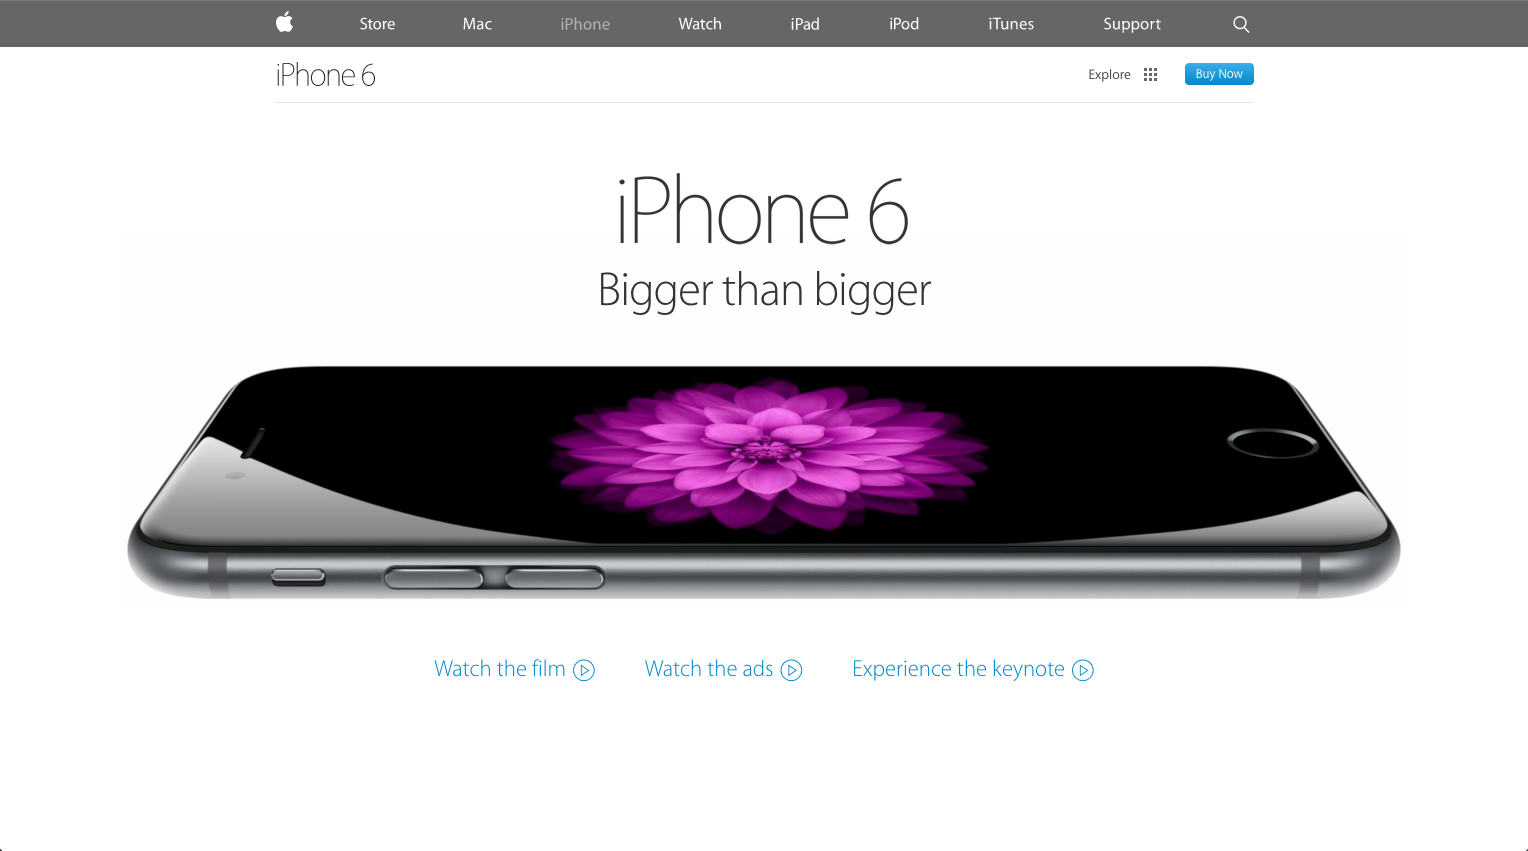 Store Mac iPhone Watch iPad iPod iTunes Support
iPhone 6 Explore Buy Now
iPhone 6
Bigger than bigger
Watch the film Watch the ads Experience the keynote